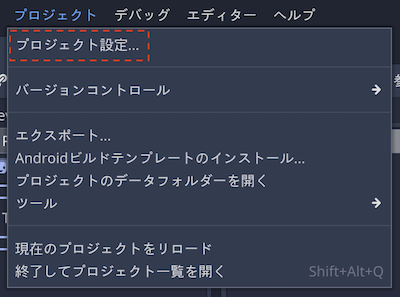 プロジェクト デバッグ エディター ヘルプ
プロジェクト設定...
バージョンコントロール
エクスポート...
Androidビルドテンプレートのインストール...
プロジェクトのデータフォルダーを開く
ツール
現在のプロジェクトをリロード
終了してプロジェクト一覧を開く Shift+Alt+Q